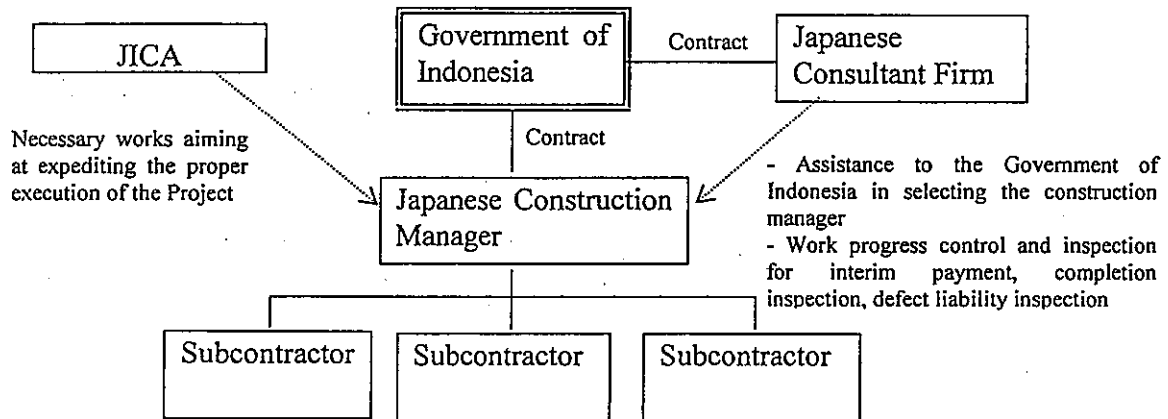 JICA
Government of
Indonesia
Contract
Japanese
Consultant Firm
Necessary works aiming
at expediting the proper
execution of the Project
Contract
Japanese Construction
Manager
- Assistance to the Government of
Indonesia in selecting the construction
manager
- Work progress control and inspection
for interim payment, completion
inspection, defect liability inspection
Subcontractor
Subcontractor
Subcontractor